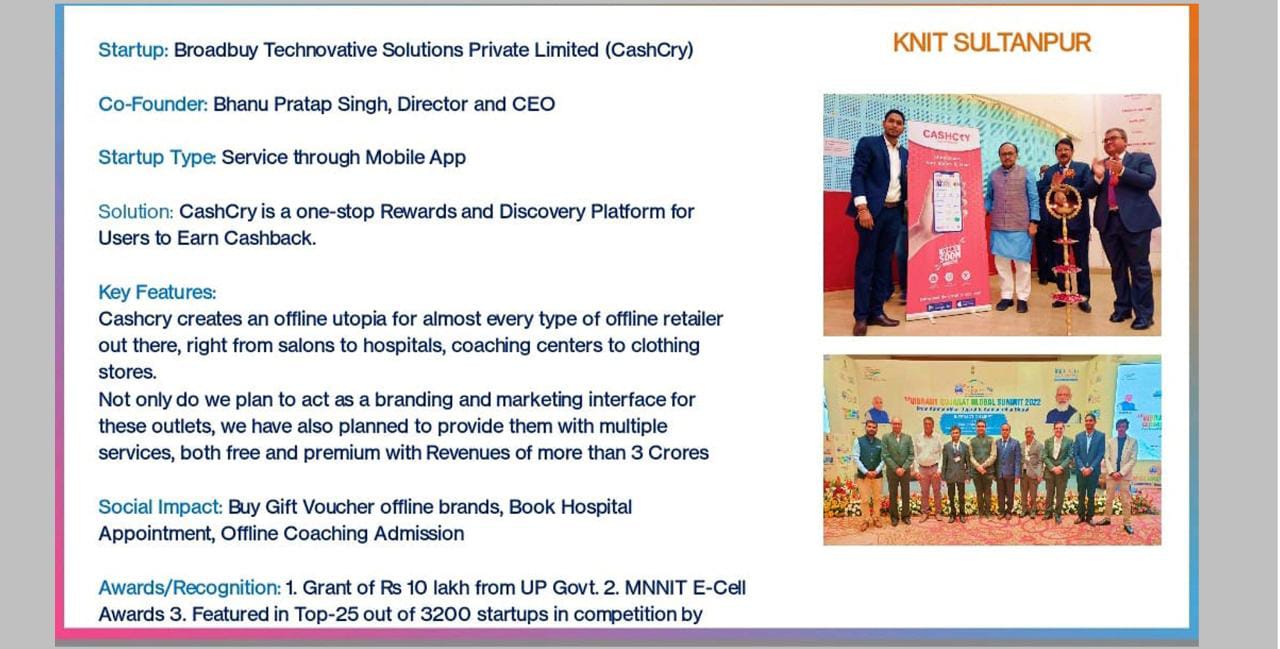 Startup: Broadbuy Technovative Solutions Private Limited (CashCry)
KNIT SULTANPUR
Co-Founder: Bhanu Pratap Singh, Director and CEO
Startup Type: Service through Mobile App
Solution: CashCry is a one-stop Rewards and Discovery Platform for
Users to Earn Cashback.
Key Features:
Cashcry creates an offline utopia for almost every type of offline retailer
out there, right from salons to hospitals, coaching centers to clothing
stores.
Not only do we plan to act as a branding and marketing interface for
these outlets, we have also planned to provide them with multiple
services, both free and premium with Revenues of more than 3 Crores
Social Impact: Buy Gift Voucher offline brands, Book Hospital
Appointment, Offline Coaching Admission
Awards/Recognition: 1. Grant of Rs 10 lakh from UP Govt. 2. MNNIT E-Cell
Awards 3. Featured in Top-25 out of 3200 startups in competition by
CASHCRY
SOON
VIBRANT GUJARAT GLOBAL SUMMIT 2022